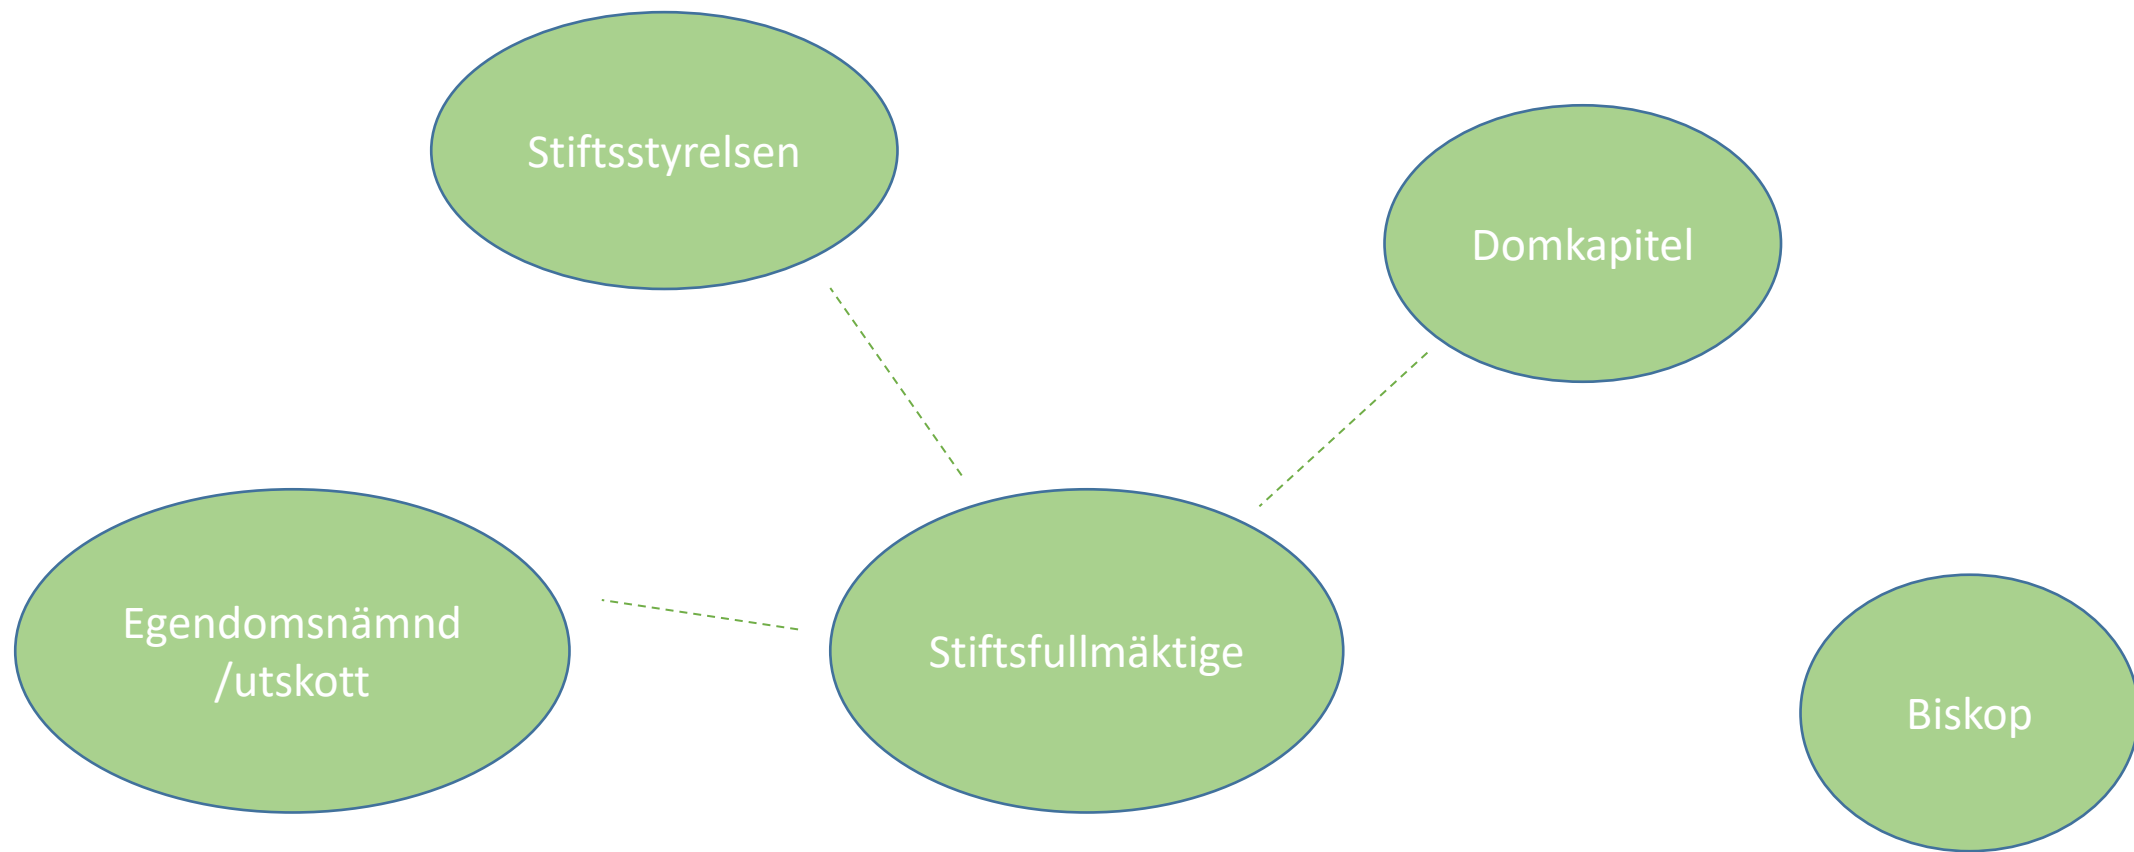 Stiftsstyrelsen
Domkapitel
Egendomsnämnd
/utskott
Stiftsfullmäktige
Biskop